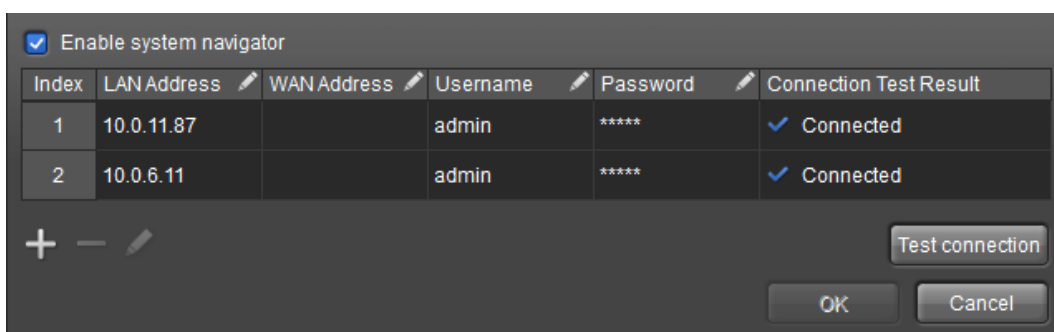 Enable system navigator
Index LAN Address WAN Address Username Password Connection Test Result
1 10.0.11.87 admin ***** Connected
2 10.0.6.11 admin ***** Connected
Test connection
OK Cancel